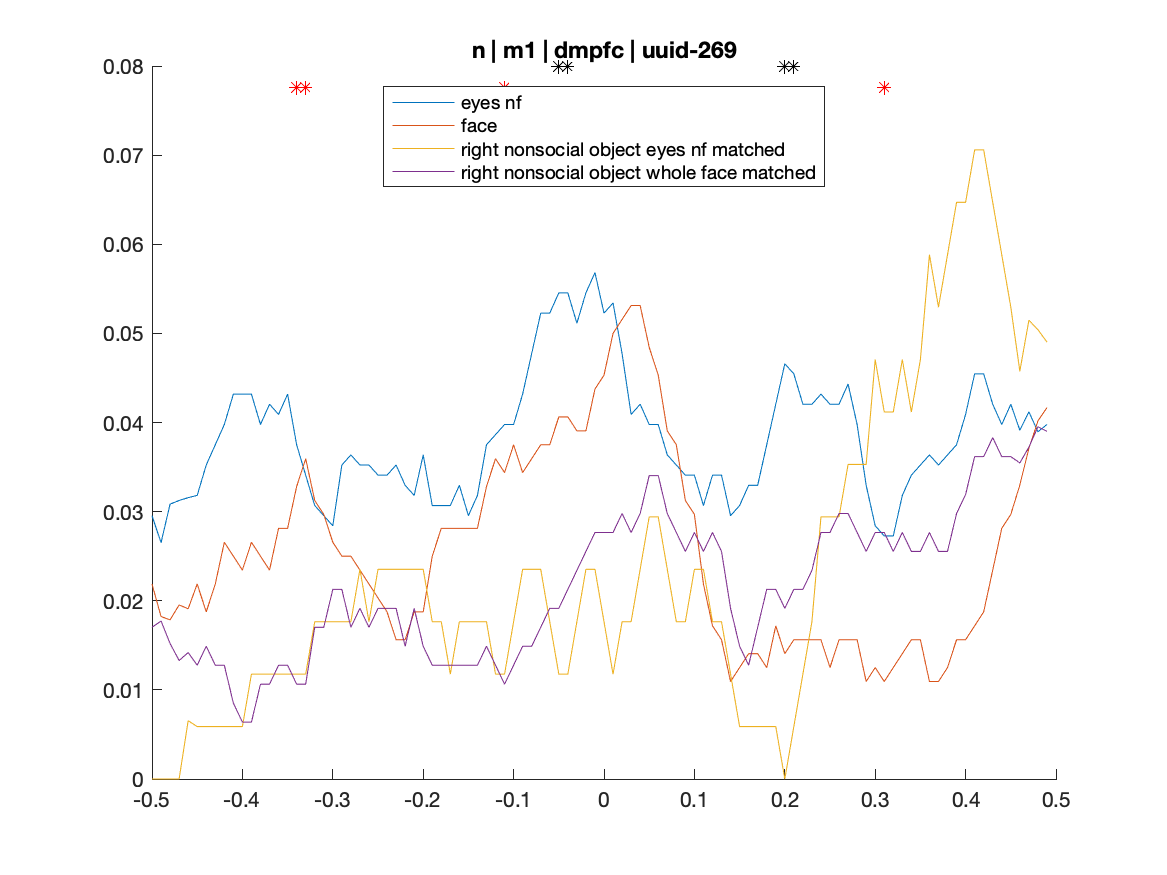 n | m1 | dmpfc | uuid-269
0.08
0.07
0.06
0.05
0.04
0.03
0.02
0.01
0
eyes nf
face
right nonsocial object eyes nf matched
right nonsocial object whole face matched
-0.5 -0.4 -0.3 -0.2 -0.1 0 0.1 0.2 0.3 0.4 0.5